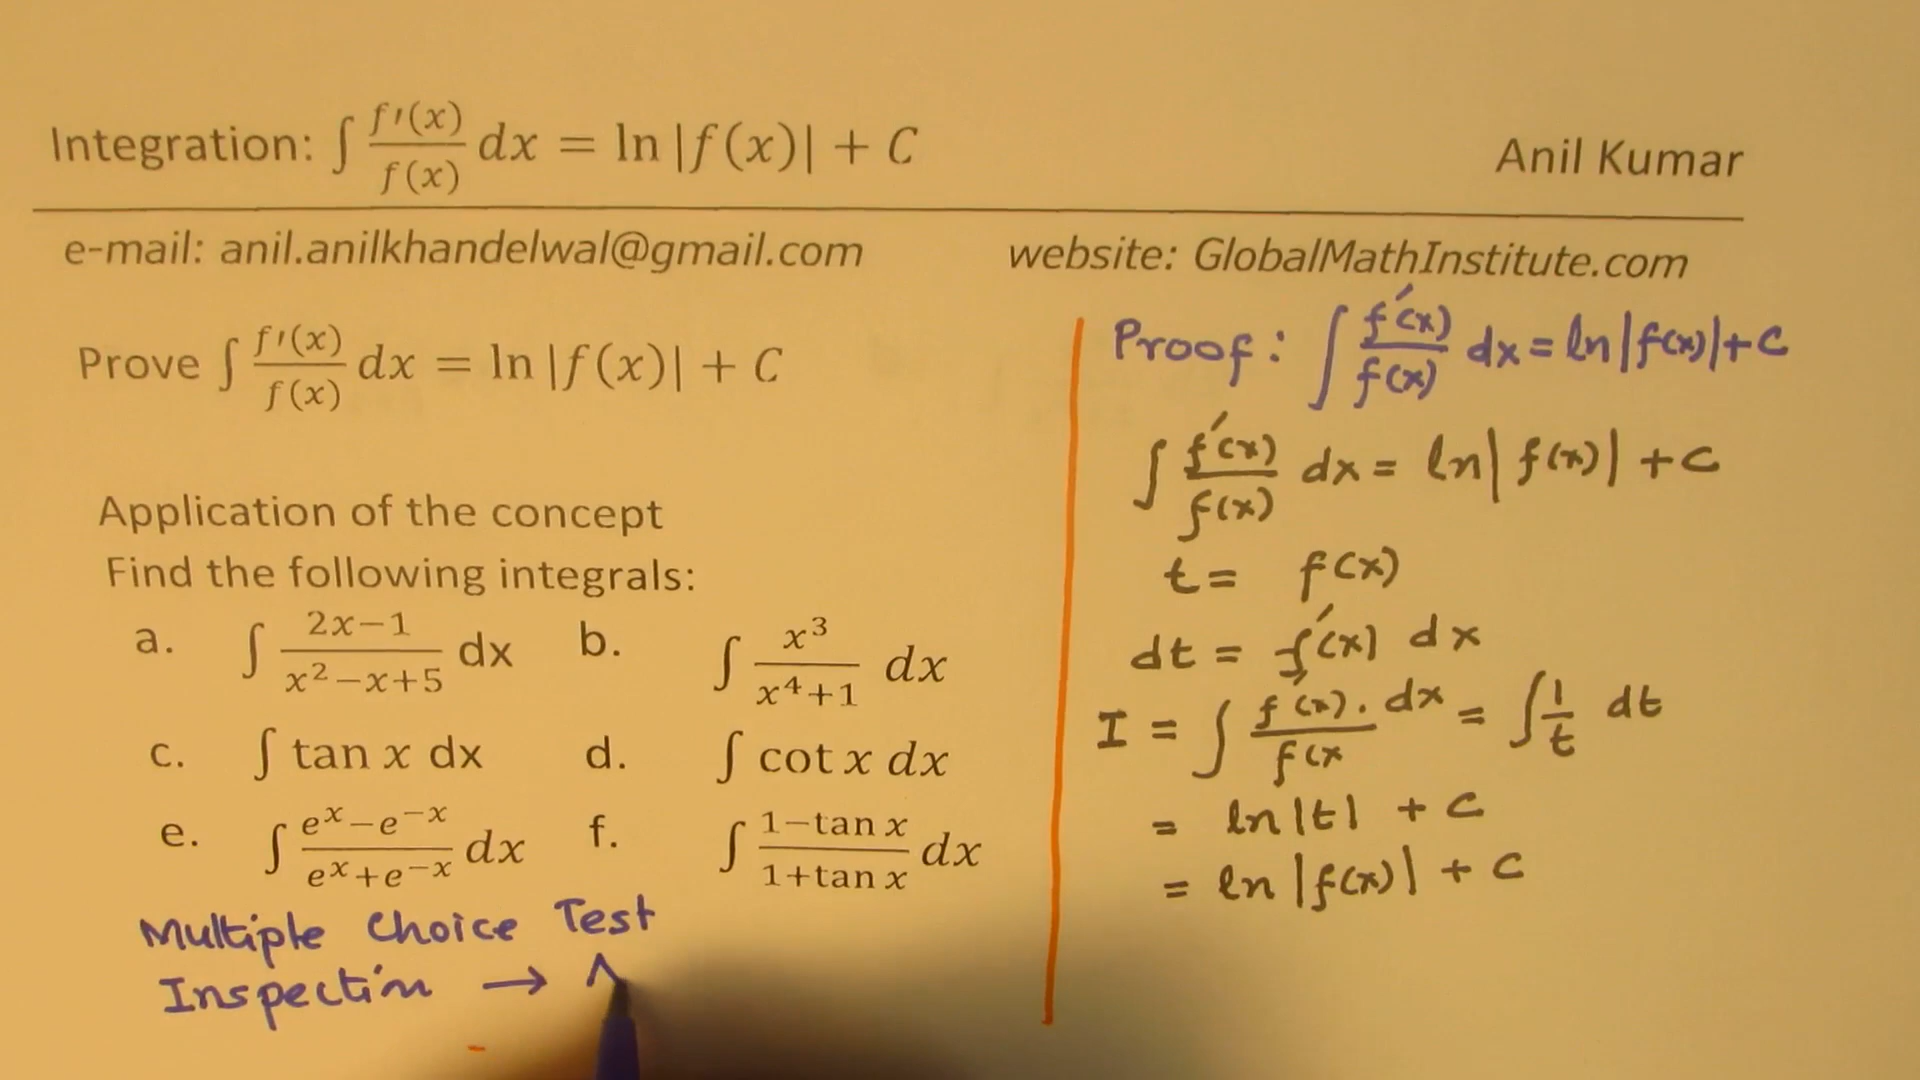 Integration: ∫ f′(x)/f(x) dx = ln |f(x)| + C
Anil Kumar
e-mail: anil.anilkhandelwal@gmail.com
website: GlobalMathInstitute.com
Prove ∫ f′(x)/f(x) dx = ln |f(x)| + C
Application of the concept
Find the following integrals:
a. ∫ (2x−1)/(x²−x+5) dx b. ∫ x³/(x⁴+1) dx
c. ∫ tan x dx d. ∫ cot x dx
e. ∫ (eˣ−e⁻ˣ)/(eˣ+e⁻ˣ) dx f. ∫ (1−tan x)/(1+tan x) dx
Multiple Choice Test
Inspection →
Proof: ∫ f′(x)/f(x) dx = ln |f(x)| + C
∫ f′(x)/f(x) dx = ln | f(x)| + C
t = f(x)
dt = f′(x) dx
I = ∫ f′(x) . dx / f(x = ∫ 1/t dt
= ln |t| + C
= ln |f(x)| + C